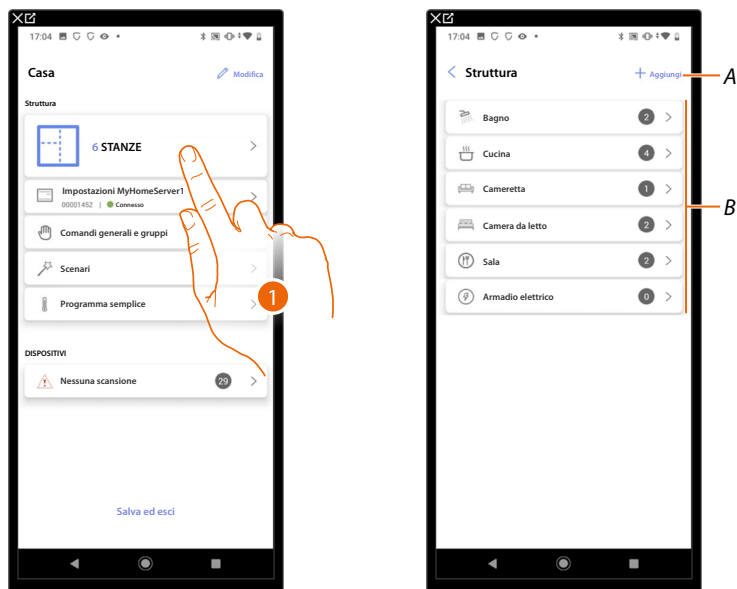 17:04
Casa
Modifica
Struttura
6 STANZE
Impostazioni MyHomeServer1
00001452 | Connesso
Comandi generali e gruppi
Scenari
Programma semplice
1
DISPOSITIVI
Nessuna scansione 29
Salva ed esci
17:04
Struttura
+ Aggiungi
A
Bagno 2
Cucina 4
Cameretta 1
Camera da letto 2
Sala 2
Armadio elettrico 0
B